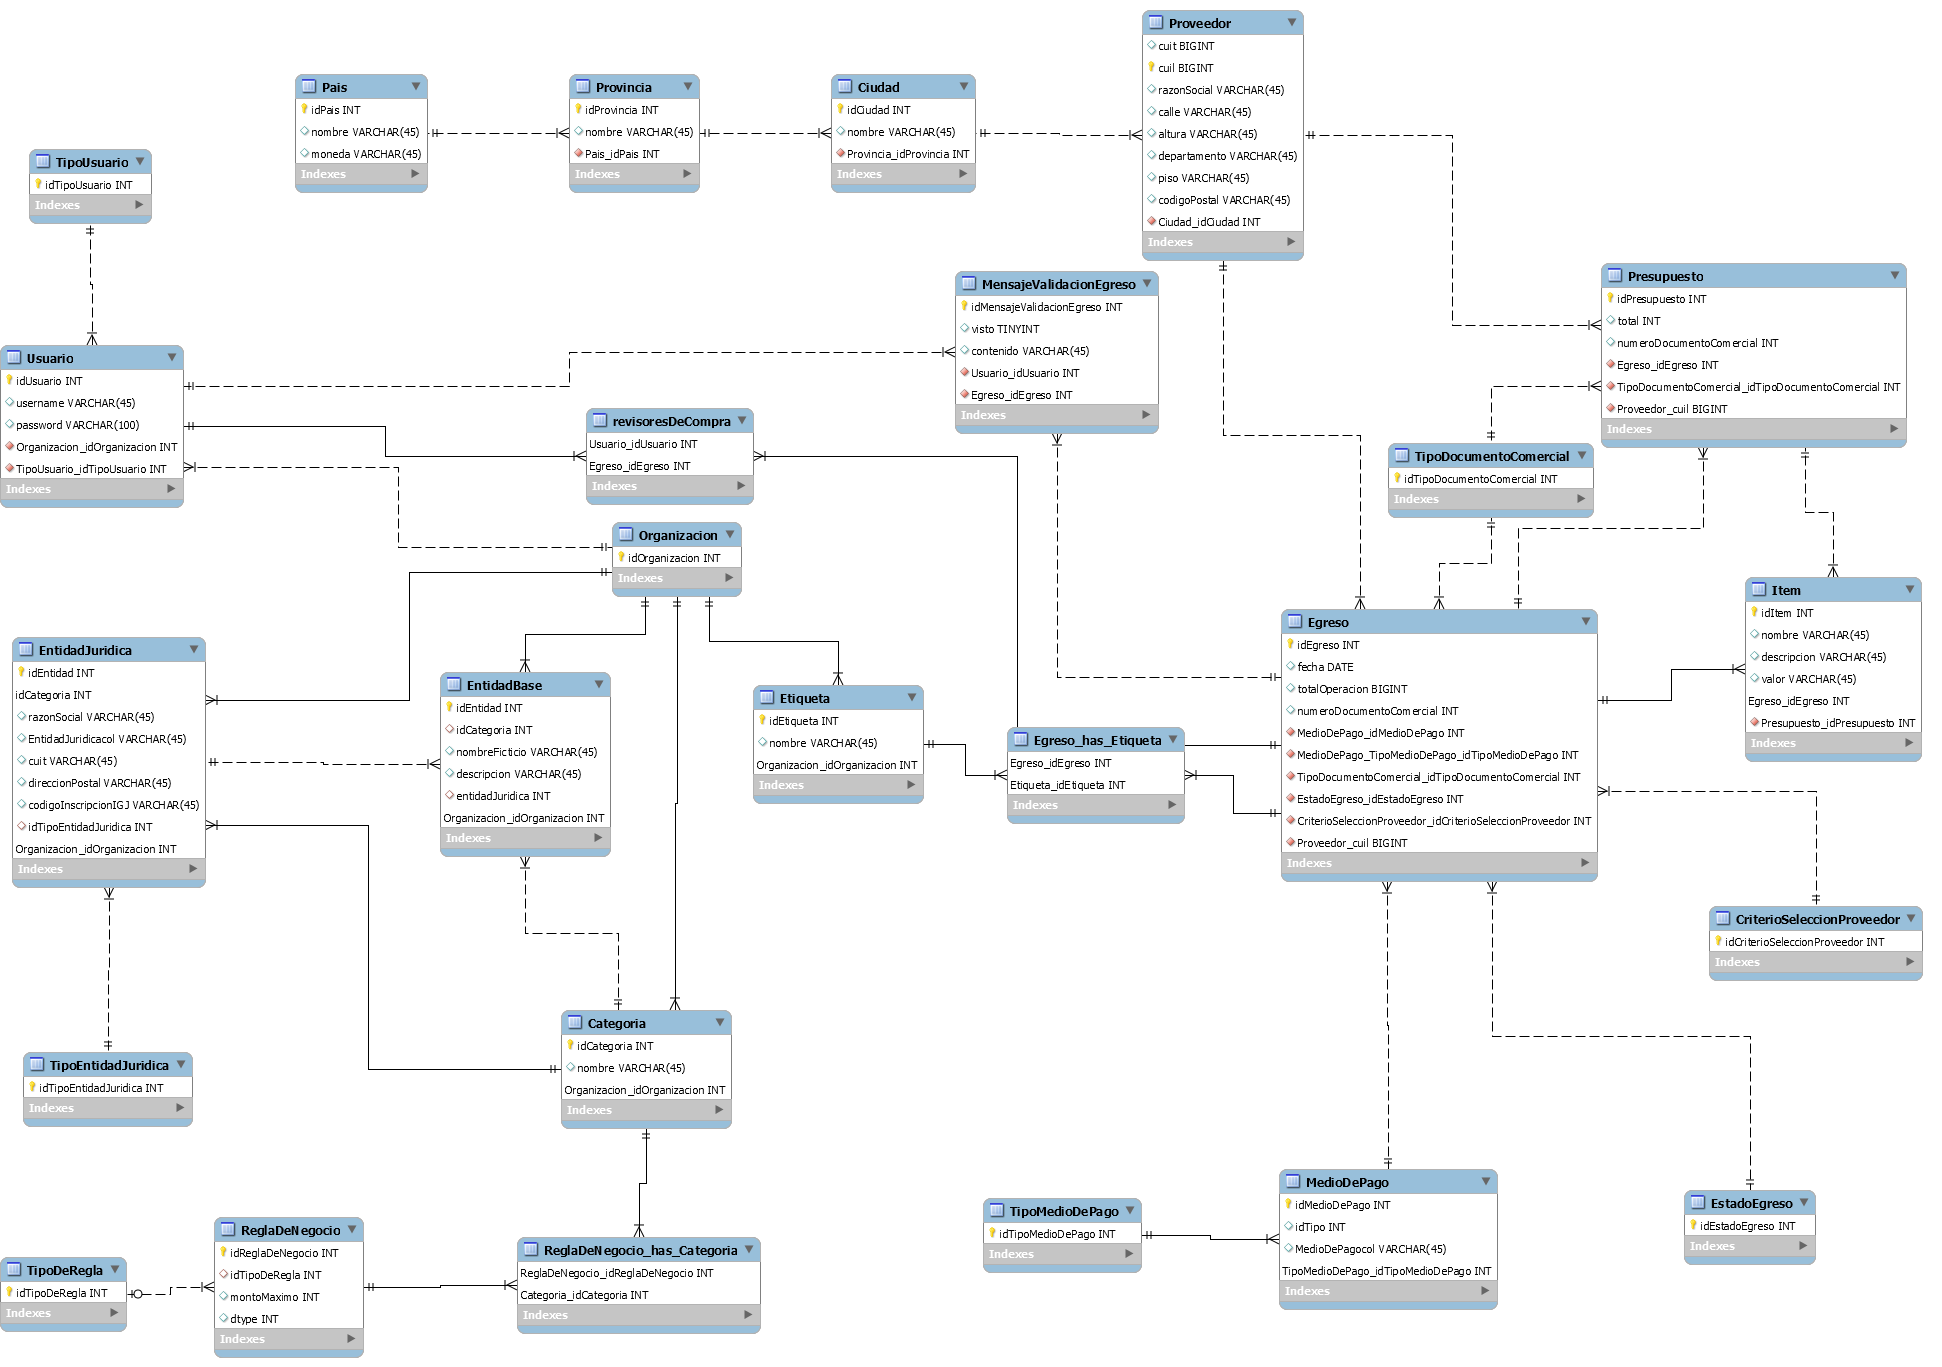 Proveedor
cuit BIGINT
cuil BIGINT
razonSocial VARCHAR(45)
calle VARCHAR(45)
altura VARCHAR(45)
departamento VARCHAR(45)
piso VARCHAR(45)
codigoPostal VARCHAR(45)
Ciudad_idCiudad INT
Indexes
Pais
idPais INT
nombre VARCHAR(45)
moneda VARCHAR(45)
Indexes
Provincia
idProvincia INT
nombre VARCHAR(45)
Pais_idPais INT
Indexes
Ciudad
idCiudad INT
nombre VARCHAR(45)
Provincia_idProvincia INT
Indexes
TipoUsuario
idTipoUsuario INT
Indexes
MensajeValidacionEgreso
idMensajeValidacionEgreso INT
visto TINYINT
contenido VARCHAR(45)
Usuario_idUsuario INT
Egreso_idEgreso INT
Indexes
Presupuesto
idPresupuesto INT
total INT
numeroDocumentoComercial INT
Egreso_idEgreso INT
TipoDocumentoComercial_idTipoDocumentoComercial INT
Proveedor_cuil BIGINT
Indexes
Usuario
idUsuario INT
username VARCHAR(45)
password VARCHAR(100)
Organizacion_idOrganizacion INT
TipoUsuario_idTipoUsuario INT
Indexes
revisoresDeCompra
Usuario_idUsuario INT
Egreso_idEgreso INT
Indexes
TipoDocumentoComercial
idTipoDocumentoComercial INT
Indexes
Organizacion
idOrganizacion INT
Indexes
Item
idItem INT
nombre VARCHAR(45)
descripcion VARCHAR(45)
valor VARCHAR(45)
Egreso_idEgreso INT
Presupuesto_idPresupuesto INT
Indexes
Egreso
idEgreso INT
fecha DATE
totalOperacion BIGINT
numeroDocumentoComercial INT
MedioDePago_idMedioDePago INT
MedioDePago_TipoMedioDePago_idTipoMedioDePago INT
TipoDocumentoComercial_idTipoDocumentoComercial INT
EstadoEgreso_idEstadoEgreso INT
CriterioSeleccionProveedor_idCriterioSeleccionProveedor INT
Proveedor_cuil BIGINT
Indexes
EntidadJuridica
idEntidad INT
idCategoria INT
razonSocial VARCHAR(45)
EntidadJuridicacol VARCHAR(45)
cuit VARCHAR(45)
direccionPostal VARCHAR(45)
codigoInscripcionIGJ VARCHAR(45)
idTipoEntidadJuridica INT
Organizacion_idOrganizacion INT
Indexes
EntidadBase
idEntidad INT
idCategoria INT
nombreFicticio VARCHAR(45)
descripcion VARCHAR(45)
entidadJuridica INT
Organizacion_idOrganizacion INT
Indexes
Etiqueta
idEtiqueta INT
nombre VARCHAR(45)
Organizacion_idOrganizacion INT
Indexes
Egreso_has_Etiqueta
Egreso_idEgreso INT
Etiqueta_idEtiqueta INT
Indexes
CriterioSeleccionProveedor
idCriterioSeleccionProveedor INT
Indexes
Categoria
idCategoria INT
nombre VARCHAR(45)
Organizacion_idOrganizacion INT
Indexes
TipoEntidadJuridica
idTipoEntidadJuridica INT
Indexes
MedioDePago
idMedioDePago INT
idTipo INT
MedioDePagocol VARCHAR(45)
TipoMedioDePago_idTipoMedioDePago INT
Indexes
TipoMedioDePago
idTipoMedioDePago INT
Indexes
EstadoEgreso
idEstadoEgreso INT
Indexes
ReglaDeNegocio
idReglaDeNegocio INT
idTipoDeRegla INT
montoMaximo INT
dtype INT
Indexes
ReglaDeNegocio_has_Categoria
ReglaDeNegocio_idReglaDeNegocio INT
Categoria_idCategoria INT
Indexes
TipoDeRegla
idTipoDeRegla INT
Indexes